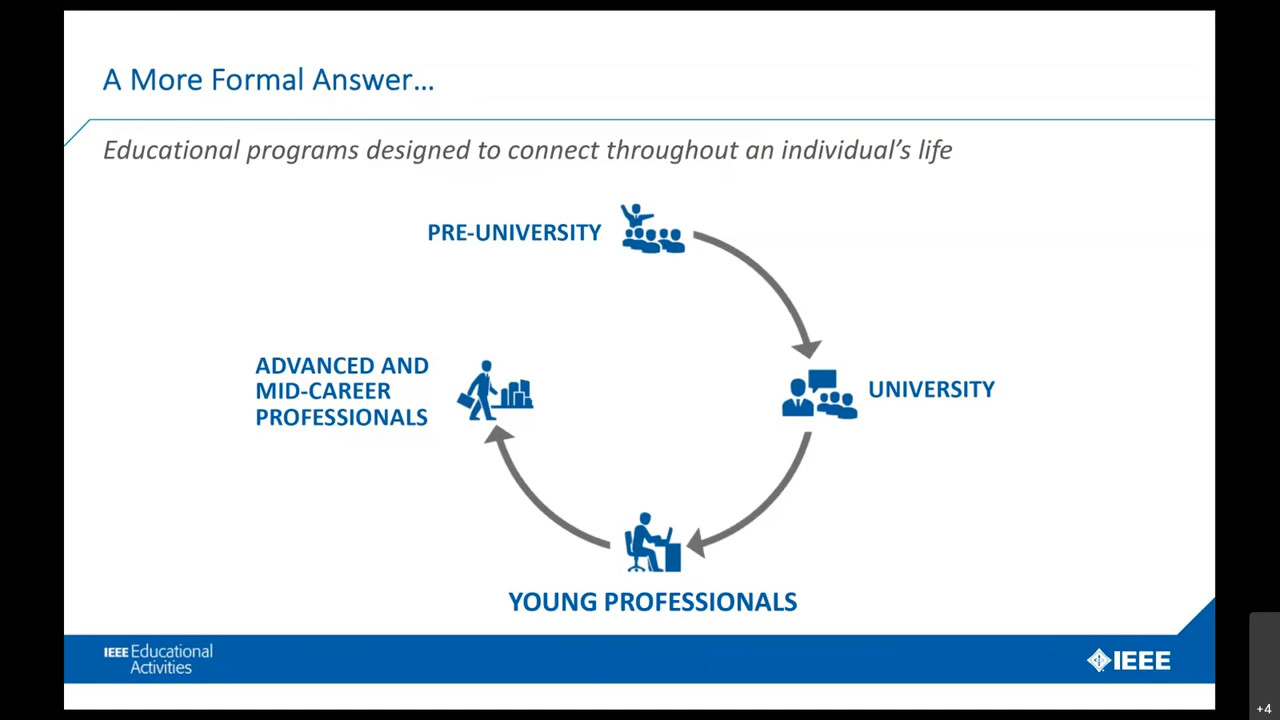 A More Formal Answer...
Educational programs designed to connect throughout an individual's life
PRE-UNIVERSITY
ADVANCED AND
MID-CAREER
PROFESSIONALS
UNIVERSITY
YOUNG PROFESSIONALS
IEEE Educational
Activities
IEEE
+4